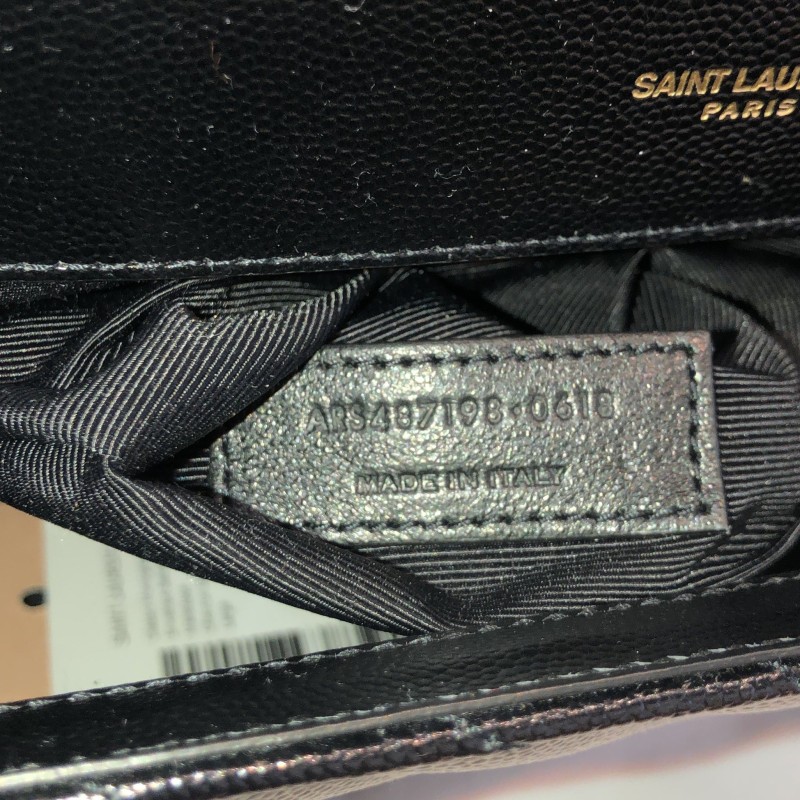 SAINT LAU
PARIS
ARS487198·0618
MADE IN ITALY